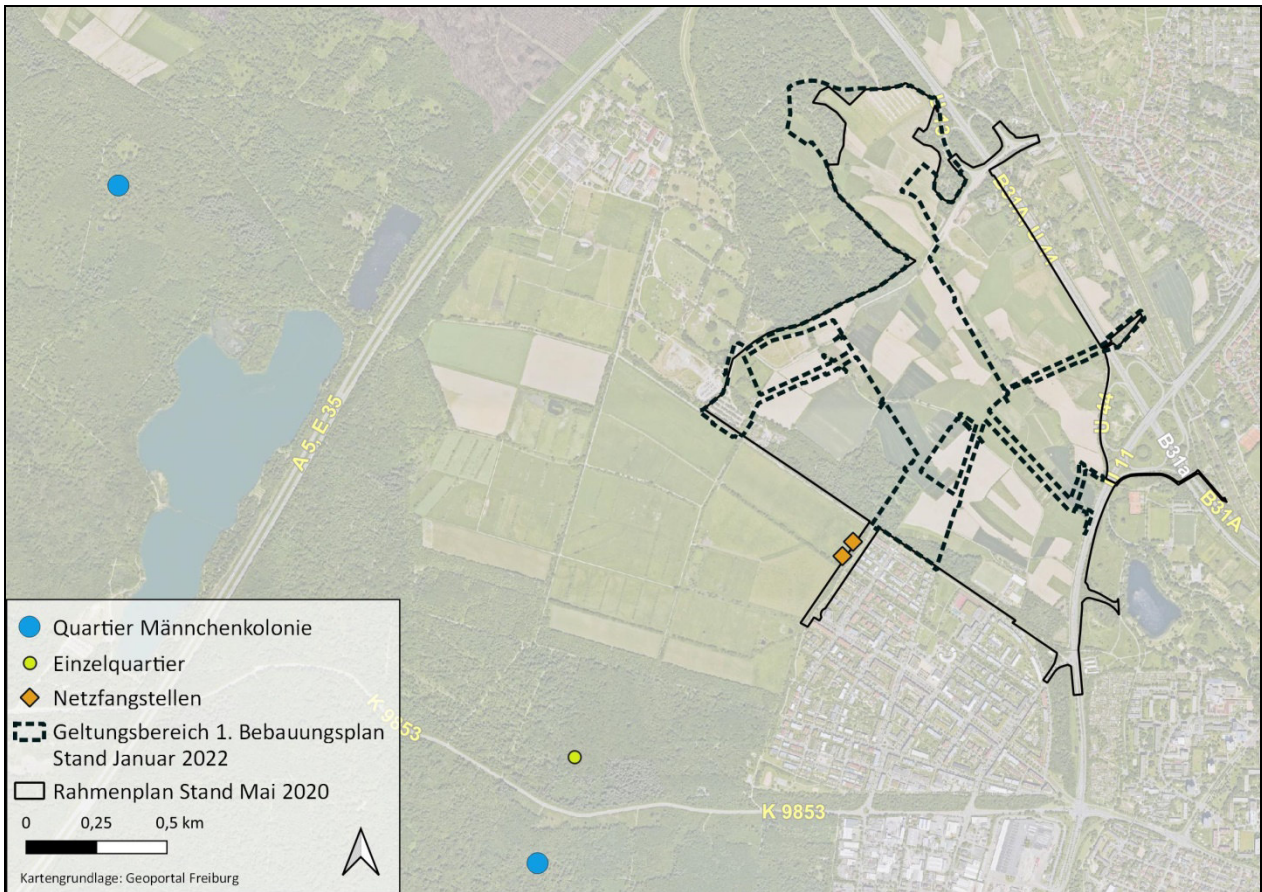 B31A, U 44
A 5, E 35
U 44
U 11
B31a
B31A
K 9853
K 9853
Quartier Männchenkolonie
Einzelquartier
Netzfangstellen
Geltungsbereich 1. Bebauungsplan
Stand Januar 2022
Rahmenplan Stand Mai 2020
0 0,25 0,5 km
Kartengrundlage: Geoportal Freiburg